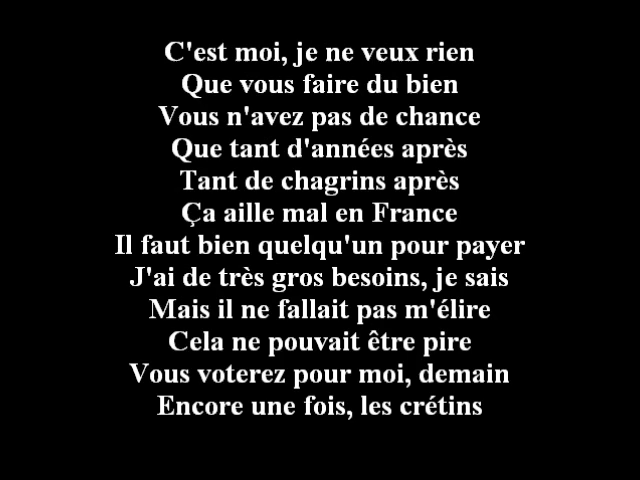 C'est moi, je ne veux rien
Que vous faire du bien
Vous n'avez pas de chance
Que tant d'années après
Tant de chagrins après
Ça aille mal en France
Il faut bien quelqu'un pour payer
J'ai de très gros besoins, je sais
Mais il ne fallait pas m'élire
Cela ne pouvait être pire
Vous voterez pour moi, demain
Encore une fois, les crétins